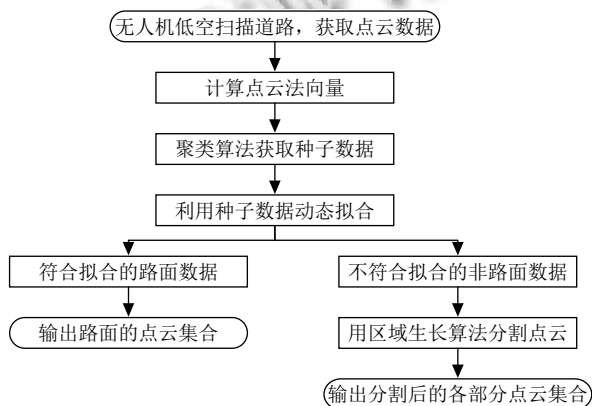 无人机低空扫描道路，获取点云数据
计算点云法向量
聚类算法获取种子数据
利用种子数据动态拟合
符合拟合的路面数据
不符合拟合的非路面数据
输出路面的点云集合
用区域生长算法分割点云
输出分割后的各部分点云集合